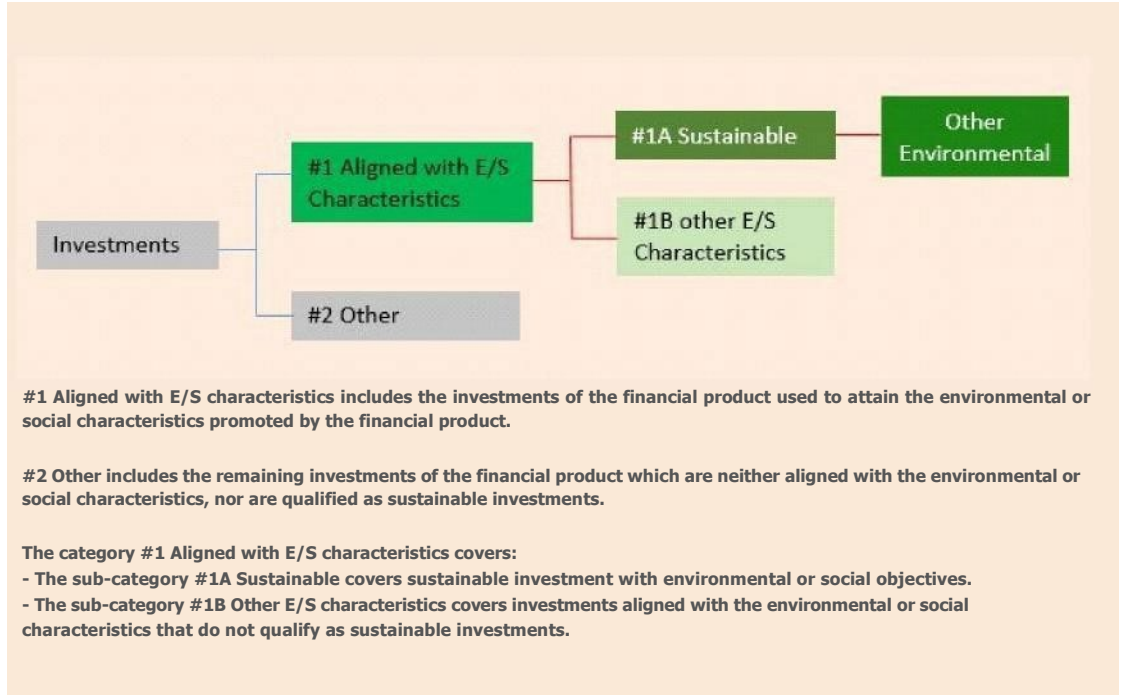 Other
Environmental
#1A Sustainable
#1 Aligned with E/S
Characteristics
#1B other E/S
Characteristics
Investments
#2 Other
#1 Aligned with E/S characteristics includes the investments of the financial product used to attain the environmental or
social characteristics promoted by the financial product.
#2 Other includes the remaining investments of the financial product which are neither aligned with the environmental or
social characteristics, nor are qualified as sustainable investments.
The category #1 Aligned with E/S characteristics covers:
- The sub-category #1A Sustainable covers sustainable investment with environmental or social objectives.
- The sub-category #1B Other E/S characteristics covers investments aligned with the environmental or social
characteristics that do not qualify as sustainable investments.